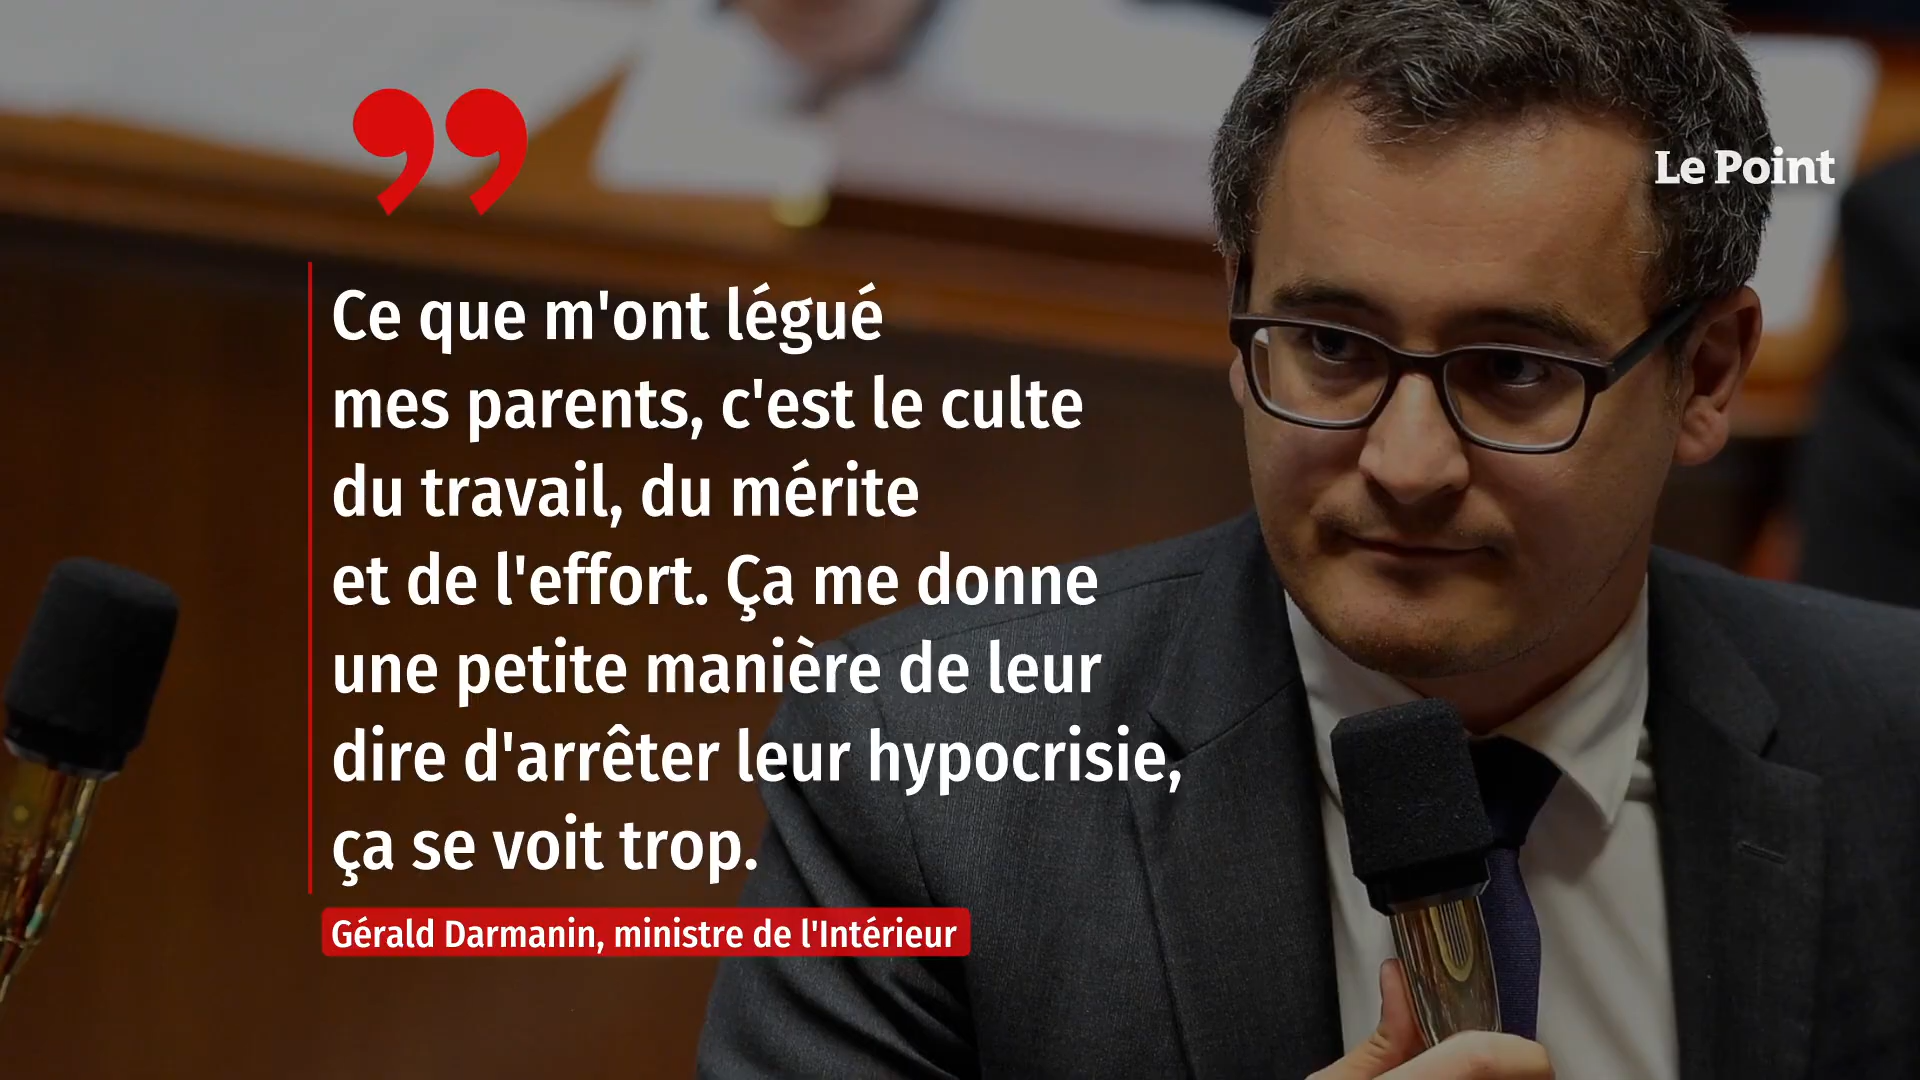 Le Point
Ce que m'ont légué
mes parents, c'est le culte
du travail, du mérite
et de l'effort. Ça me donne
une petite manière de leur
dire d'arrêter leur hypocrisie,
ça se voit trop.
Gérald Darmanin, ministre de l'Intérieur